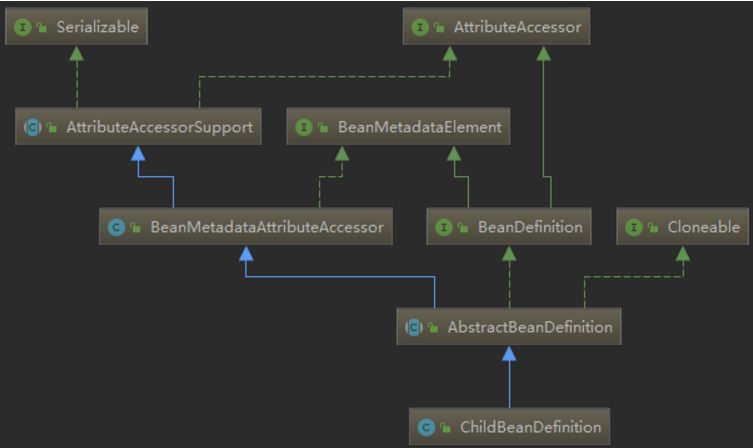 Serializable
AttributeAccessor
AttributeAccessorSupport
BeanMetadataElement
BeanMetadataAttributeAccessor
BeanDefinition
Cloneable
AbstractBeanDefinition
ChildBeanDefinition